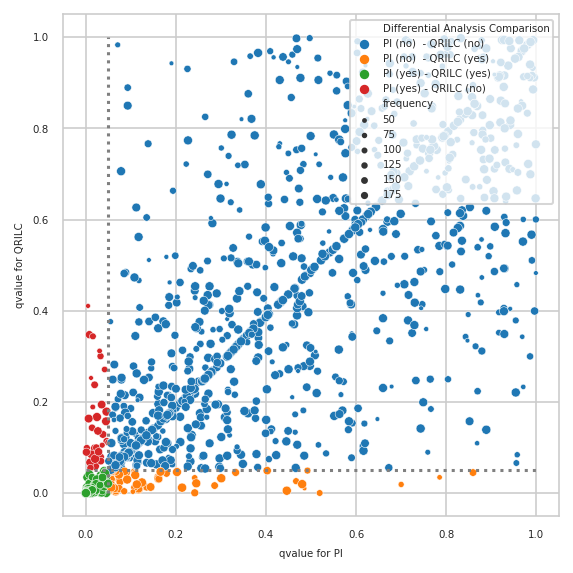 Differential Analysis Comparison
PI (no)  - QRILC (no)
PI (no)  - QRILC (yes)
PI (yes) - QRILC (yes)
PI (yes) - QRILC (no)
frequency
50
75
100
125
150
175
qvalue for QRILC
1.0
0.8
0.6
0.4
0.2
0.0
0.0 0.2 0.4 0.6 0.8 1.0
qvalue for PI